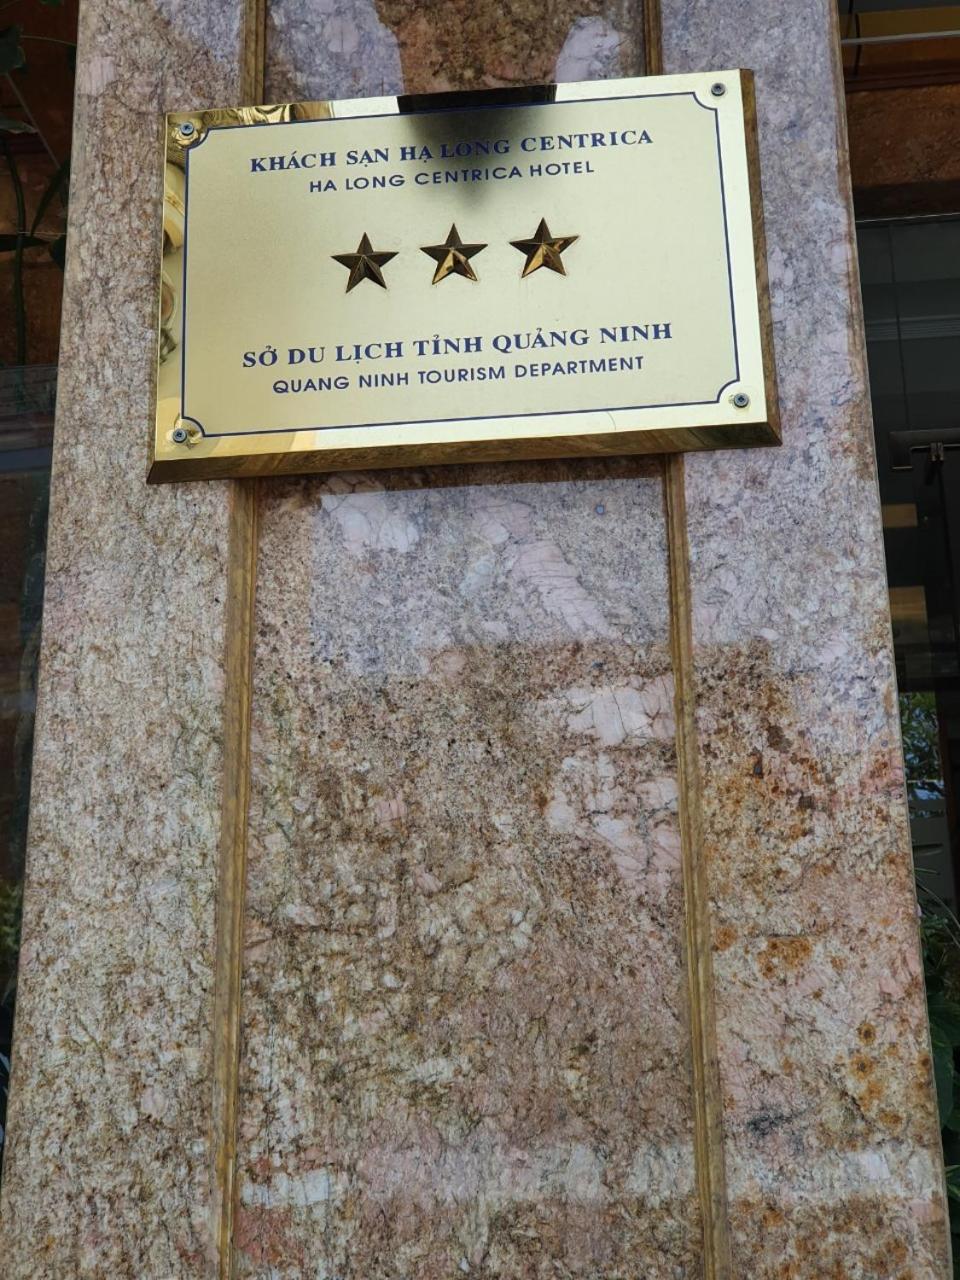 KHÁCH SẠN HẠ LONG CENTRICA
HA LONG CENTRICA HOTEL
SỞ DU LỊCH TỈNH QUẢNG NINH
QUANG NINH TOURISM DEPARTMENT